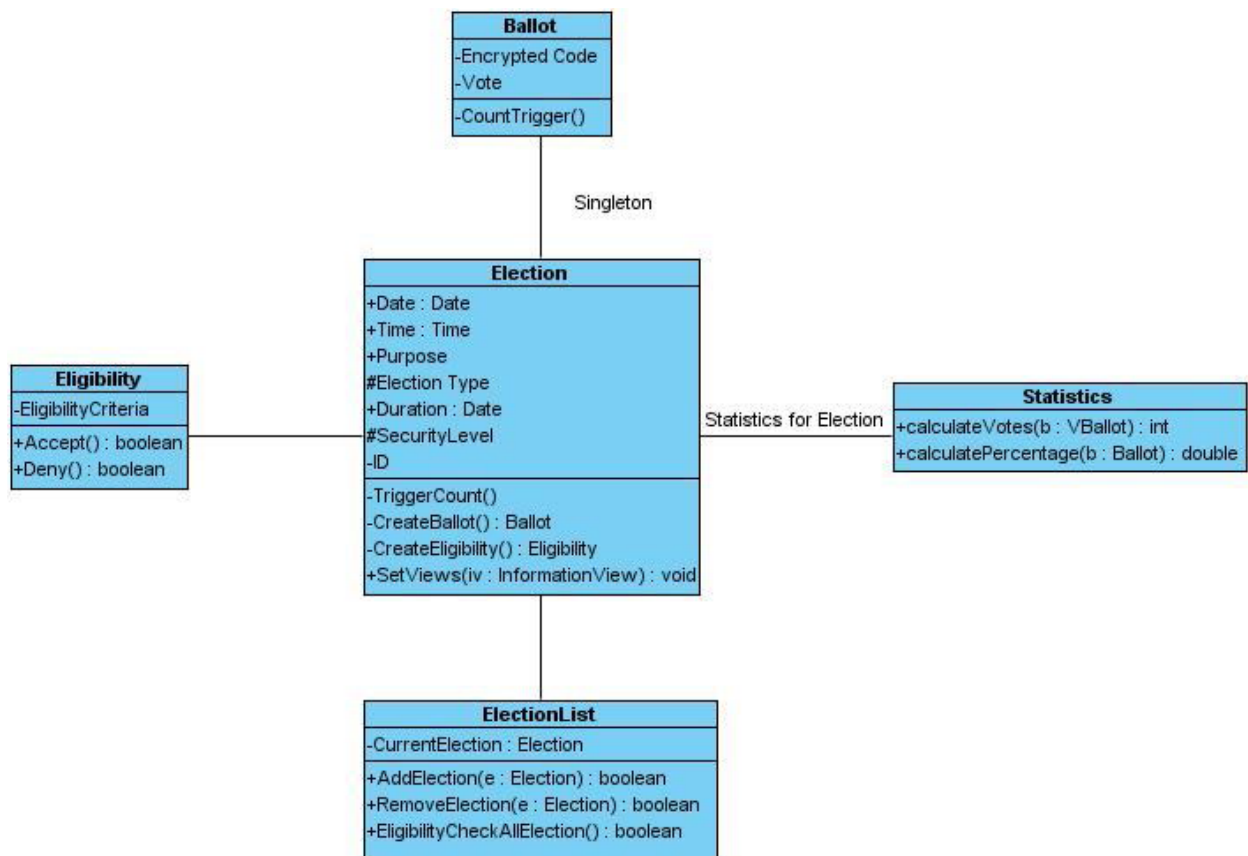 Ballot
-Encrypted Code
-Vote
-CountTrigger()
Singleton
Election
+Date : Date
+Time : Time
+Purpose
#Election Type
+Duration : Date
#SecurityLevel
-ID
-TriggerCount()
-CreateBallot() : Ballot
-CreateEligibility() : Eligibility
+SetViews(iv : InformationView) : void
Eligibility
-EligibilityCriteria
+Accept() : boolean
+Deny() : boolean
Statistics for Election
Statistics
+calculateVotes(b : VBallot) : int
+calculatePercentage(b : Ballot) : double
ElectionList
-CurrentElection : Election
+AddElection(e : Election) : boolean
+RemoveElection(e : Election) : boolean
+EligibilityCheckAllElection() : boolean